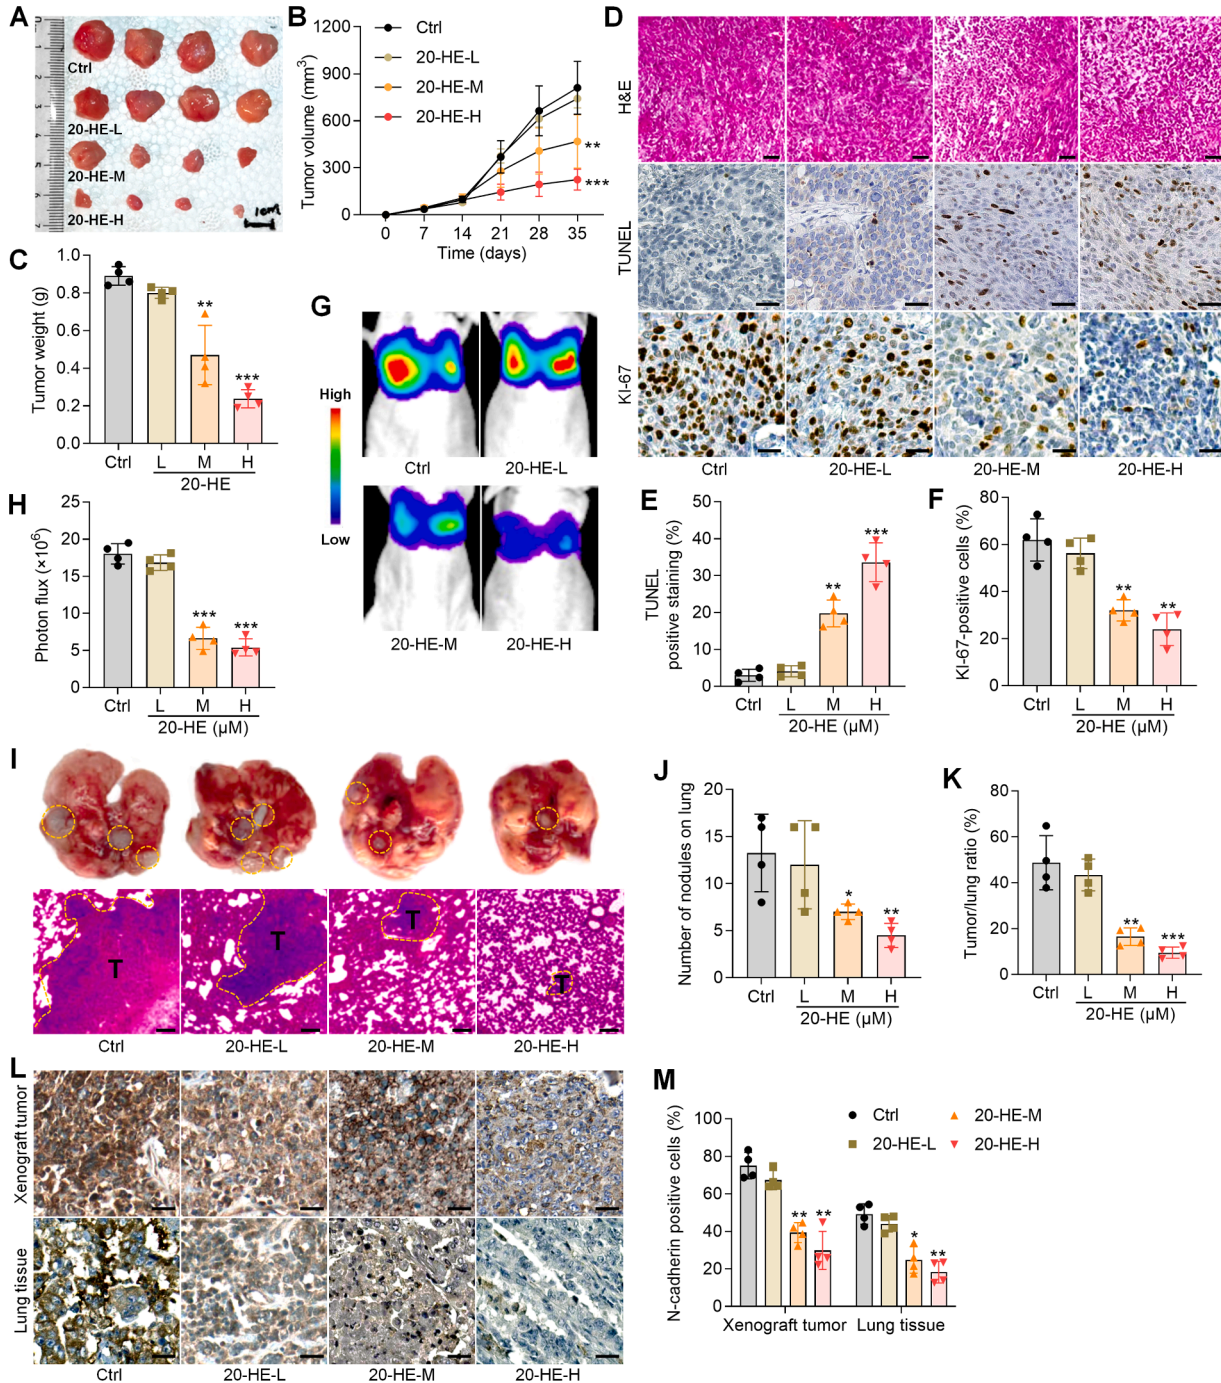 A
Ctrl
20-HE-L
20-HE-M
20-HE-H
1cm
B
Tumor volume (mm³)
1200
900
600
300
0
0 7 14 21 28 35
Time (days)
Ctrl
20-HE-L
20-HE-M
20-HE-H
**
***
C
Tumor weight (g)
1.0
0.8
0.6
0.4
0.2
0.0
**
***
Ctrl L M H
20-HE
D
H&E
TUNEL
KI-67
Ctrl 20-HE-L 20-HE-M 20-HE-H
G
High
Low
Ctrl 20-HE-L
20-HE-M 20-HE-H
H
Photon flux (×10⁶)
25
20
15
10
5
0
***
***
Ctrl L M H
20-HE (μM)
E
TUNEL
positive staining (%)
50
40
30
20
10
0
**
***
Ctrl L M H
20-HE (μM)
F
KI-67-positive cells (%)
80
60
40
20
0
**
**
Ctrl L M H
20-HE (μM)
I
T T T T
Ctrl 20-HE-L 20-HE-M 20-HE-H
J
Number of nodules on lung
20
15
10
5
0
*
**
Ctrl L M H
20-HE (μM)
K
Tumor/lung ratio (%)
80
60
40
20
0
**
***
Ctrl L M H
20-HE (μM)
L
Xenograft tumor
Lung tissue
Ctrl 20-HE-L 20-HE-M 20-HE-H
M
N-cadherin positive cells (%)
100
80
60
40
20
0
Ctrl
20-HE-L
20-HE-M
20-HE-H
** **
* **
Xenograft tumor Lung tissue